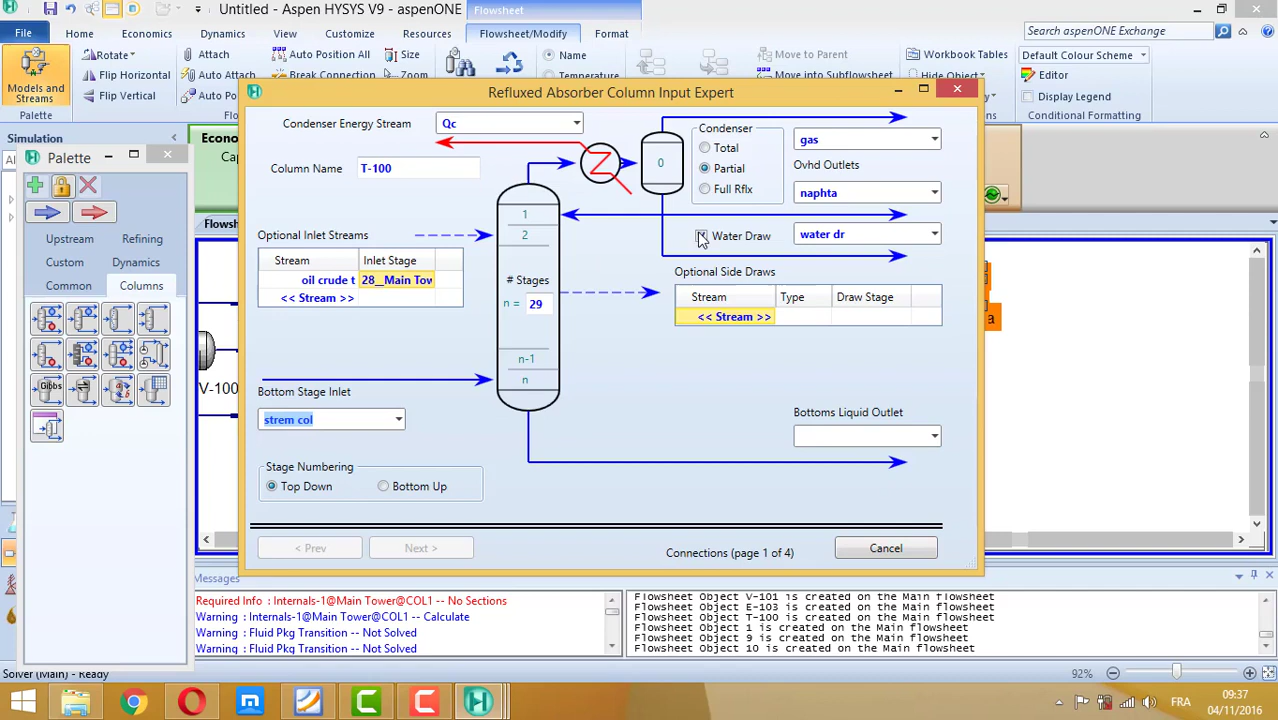 Untitled - Aspen HYSYS V9 - aspenONE
Flowsheet
File
Home
Economics
Dynamics
View
Customize
Resources
Flowsheet/Modify
Format
Search aspenONE Exchange
Models and
Streams
Palette
Rotate
Flip Horizontal
Flip Vertical
Attach
Auto Attach
Auto Position All
Break Connection
Size
Zoom
Name
Temperature
Move to Parent
Move into Subflowsheet
Workbook Tables
Hide Object
Default Colour Scheme
Editor
Display Legend
Conditional Formatting
Simulation
Palette
Upstream
Refining
Custom
Dynamics
Common
Columns
Gibbs
V-100
Refluxed Absorber Column Input Expert
Condenser Energy Stream
Qc
Column Name
T-100
Condenser
Total
Partial
Full Rflx
gas
Ovhd Outlets
naphta
Water Draw
water dr
0
1
2
# Stages
n =
29
n-1
n
Optional Inlet Streams
Stream
Inlet Stage
oil crude t
28__Main Tow
<< Stream >>
Optional Side Draws
Stream
Type
Draw Stage
<< Stream >>
Bottom Stage Inlet
strem col
Bottoms Liquid Outlet
Stage Numbering
Top Down
Bottom Up
< Prev
Next >
Connections (page 1 of 4)
Cancel
Messages
Required Info : Internals-1@Main Tower@COL1 -- No Sections
Warning : Internals-1@Main Tower@COL1 -- Calculate
Warning : Fluid Pkg Transition -- Not Solved
Warning : Fluid Pkg Transition -- Not Solved
Flowsheet Object V-101 is created on the Main flowsheet
Flowsheet Object E-103 is created on the Main flowsheet
Flowsheet Object T-100 is created on the Main flowsheet
Flowsheet Object 1 is created on the Main flowsheet
Flowsheet Object 9 is created on the Main flowsheet
Flowsheet Object 10 is created on the Main flowsheet
Solver (Main) - Ready
92%
FRA
09:37
04/11/2016